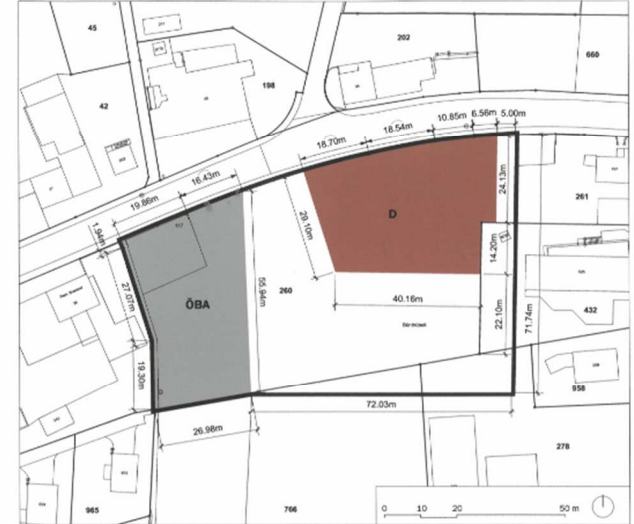 45
202
660
42
198
10.85m
6.56m
5.00m
18.70m
18.54m
19.86m
16.43m
24.13m
261
D
1.94m
29.10m
14.20m
27.07m
55.94m
260
ÖBA
40.16m
22.10m
71.74m
432
19.30m
958
72.03m
26.98m
278
965
766
0 10 20 50 m